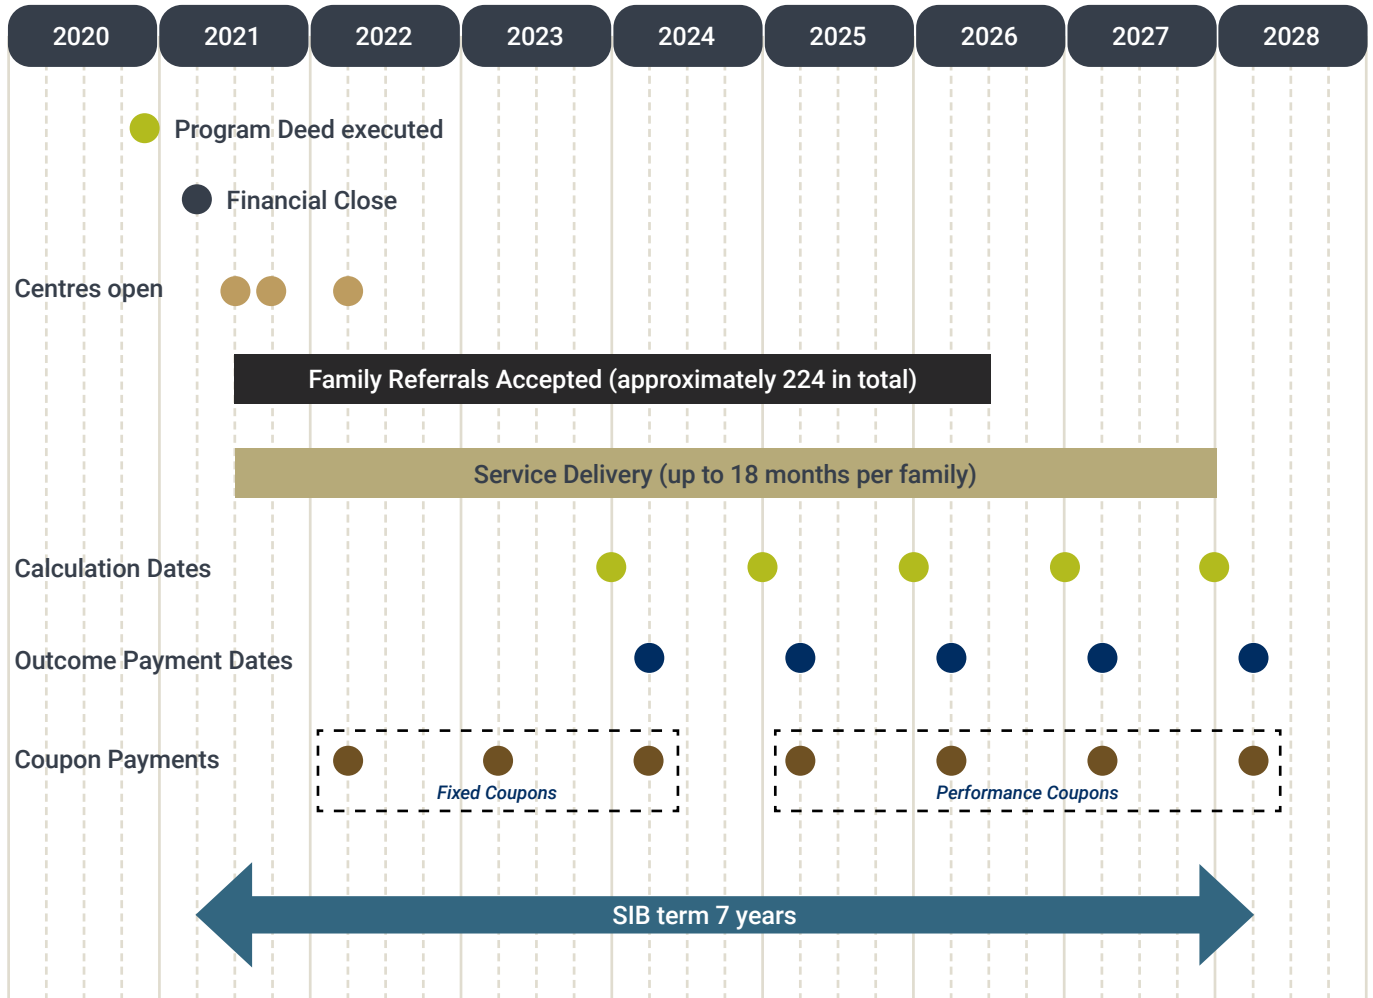 2020 2021 2022 2023 2024 2025 2026 2027 2028
Program Deed executed
Financial Close
Centres open
Family Referrals Accepted (approximately 224 in total)
Service Delivery (up to 18 months per family)
Calculation Dates
Outcome Payment Dates
Coupon Payments
Fixed Coupons
Performance Coupons
SIB term 7 years